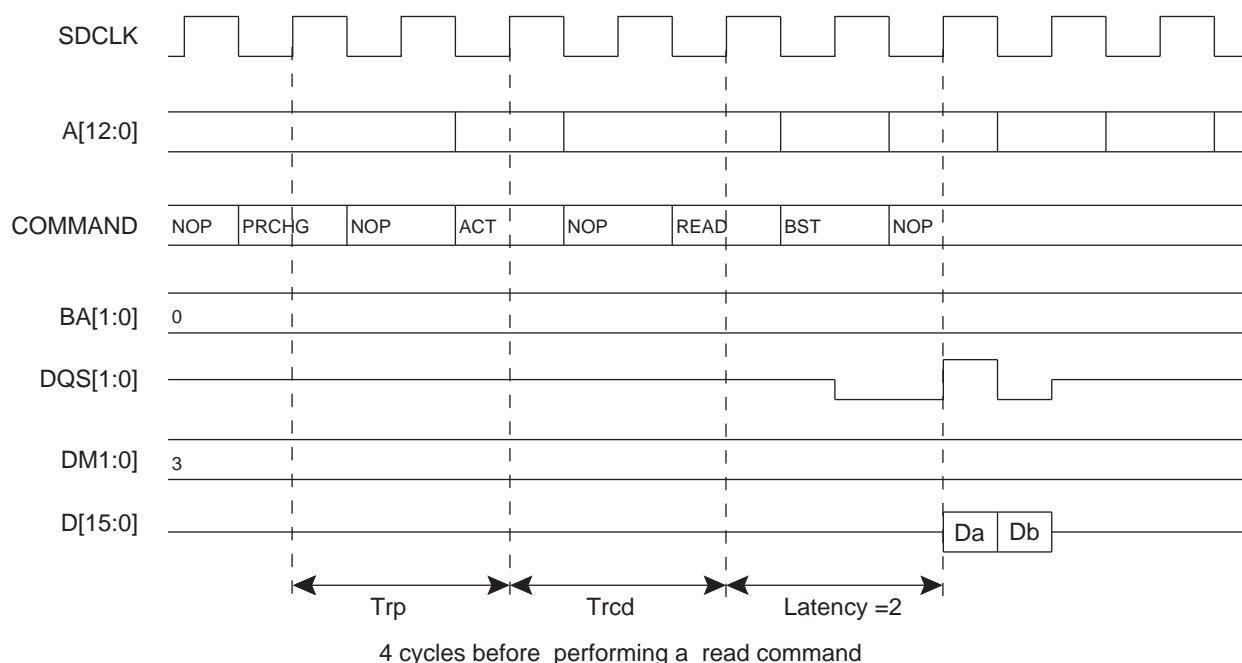 SDCLK
A[12:0]
COMMAND NOP PRCHG NOP ACT NOP READ BST NOP
BA[1:0] 0
DQS[1:0]
DM1:0] 3
D[15:0] Da Db
Trp Trcd Latency =2
4 cycles before performing a read command